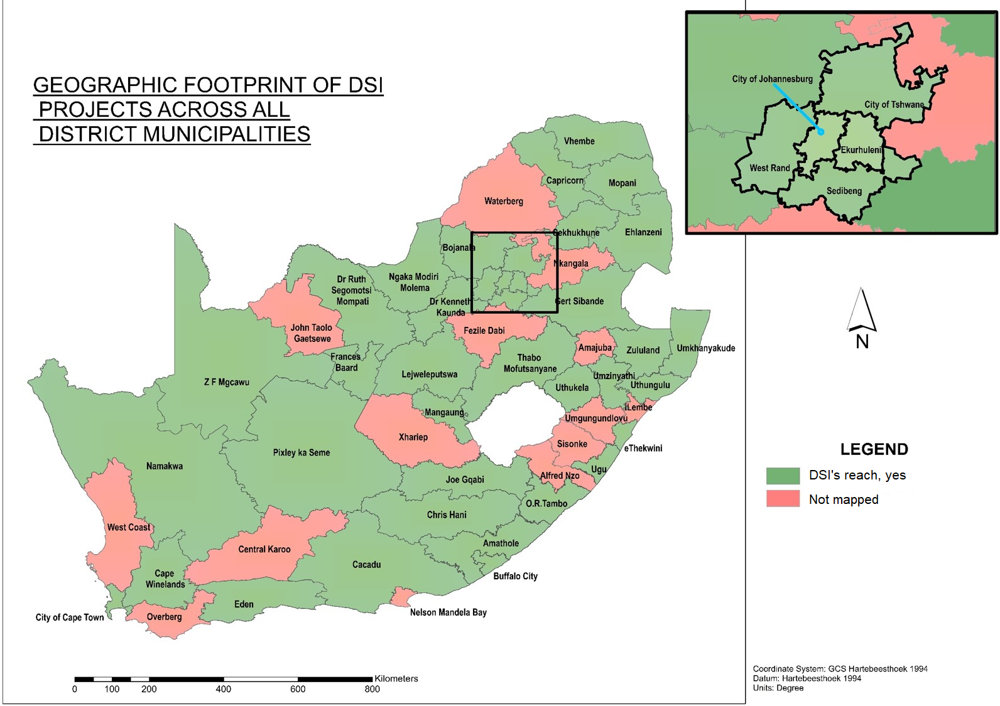 GEOGRAPHIC FOOTPRINT OF DSI
PROJECTS ACROSS ALL
DISTRICT MUNICIPALITIES
City of Johannesburg
City of Tshwane
Ekurhuleni
West Rand
Sedibeng
Vhembe
Capricorn
Mopani
Waterberg
Sekhukhune
Ehlanzeni
Bojanala
Nkangala
Dr Ruth
Segomotsi
Mompati
Ngaka Modiri
Molema
Dr Kenneth
Kaunda
Gert Sibande
John Taolo
Gaetsewe
Fezile Dabi
Amajuba
Zululand
Umkhanyakude
Frances
Baard
Thabo
Mofutsanyane
Z F Mgcawu
Lejweleputswa
Umzinyathi
Uthungulu
Uthukela
Mangaung
iLembe
Umgungundlovu
Xhariep
Sisonke
eThekwini
Pixley ka Seme
Namakwa
Ugu
Joe Gqabi
Alfred Nzo
O.R.Tambo
Chris Hani
West Coast
Central Karoo
Amathole
Cacadu
Cape
Winelands
Buffalo City
Eden
Nelson Mandela Bay
City of Cape Town
Overberg
N
LEGEND
DSI's reach, yes
Not mapped
Kilometers
0 100 200 400 600 800
Coordinate System: GCS Hartebeesthoek 1994
Datum: Hartebeesthoek 1994
Units: Degree